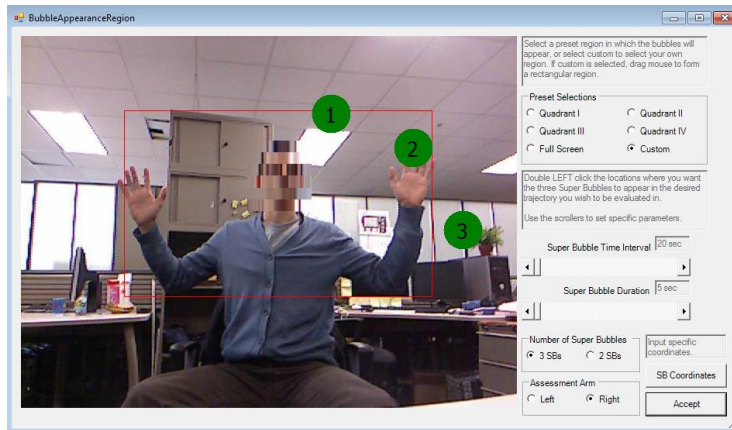 BubbleAppearanceRegion
1
2
3
Select a preset region in which the bubbles will
appear, or select custom to select your own
region. If custom is selected, drag mouse to form
a rectangular region.
Preset Selections
Quadrant I
Quadrant II
Quadrant III
Quadrant IV
Full Screen
Custom
Double LEFT click the locations where you want
the three Super Bubbles to appear in the desired
trajectory you wish to be evaluated in.
Use the scrollers to set specific parameters.
Super Bubble Time Interval 20 sec
Super Bubble Duration 5 sec
Number of Super Bubbles
3 SBs
2 SBs
Input specific
coordinates.
SB Coordinates
Assessment Arm
Left
Right
Accept